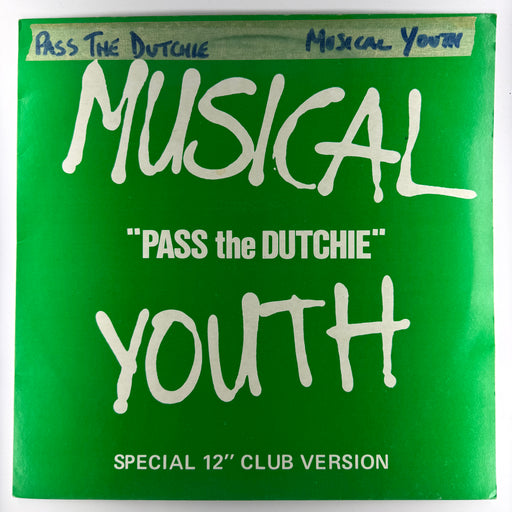 PASS THE DUTCHIE MUSICAL YOUTH
MUSICAL
"PASS the DUTCHIE"
YOUTH
SPECIAL 12" CLUB VERSION